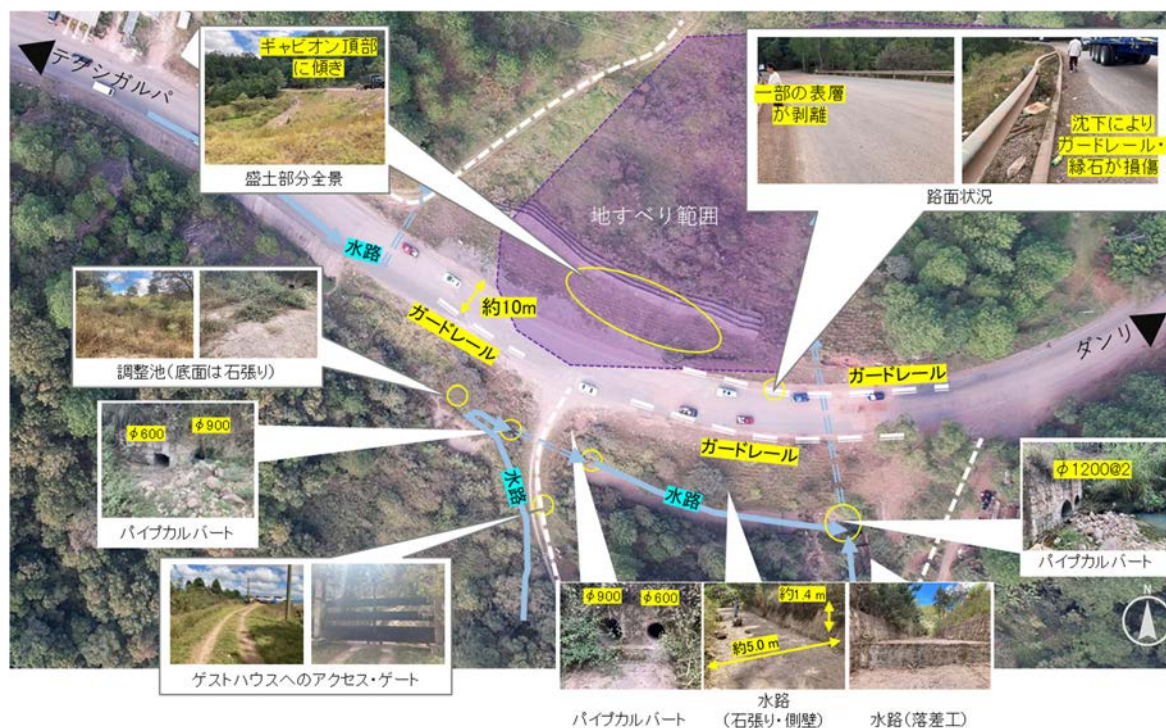 テグシガルパ
ギャビオン頂部
に傾き
盛土部分全景
一部の表層
が剥離
沈下により
ガードレール・
縁石が損傷
路面状況
地すべり範囲
水路
約10m
ガードレール
ガードレール
ダンリ
調整池(底面は石張り)
ガードレール
φ600
φ900
パイプカルバート
水路
水路
φ1200@2
パイプカルバート
ゲストハウスへのアクセス・ゲート
φ900
φ600
パイプカルバート
約1.4 m
約5.0 m
水路
(石張り・側壁)
水路(落差工)
N